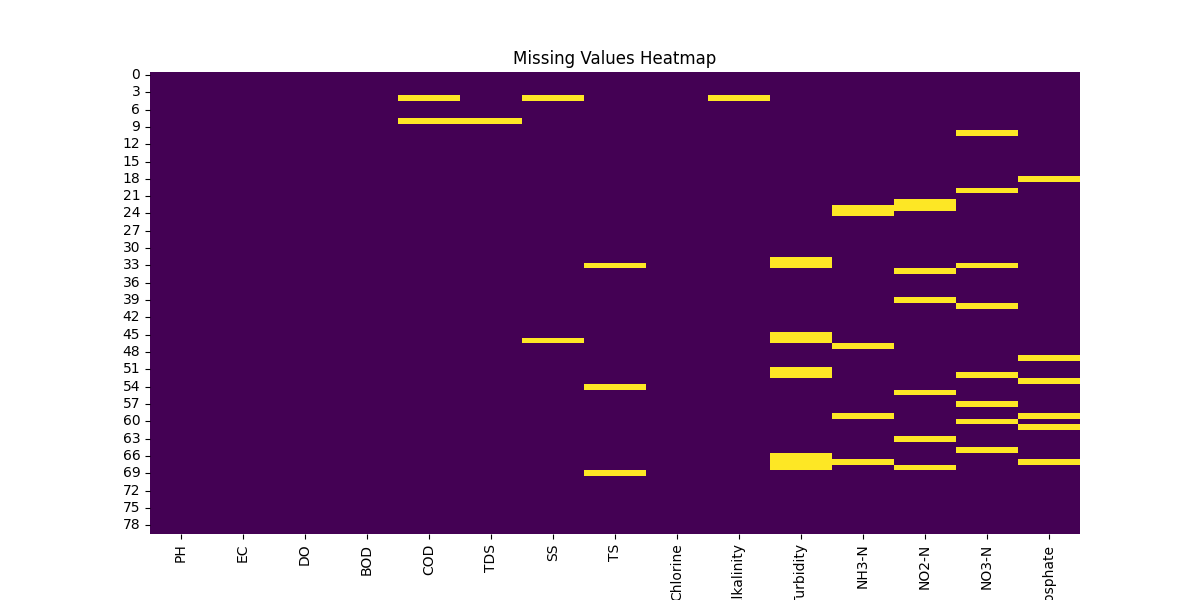 Missing Values Heatmap
0
3
6
9
12
15
18
21
24
27
30
33
36
39
42
45
48
51
54
57
60
63
66
69
72
75
78
PH
EC
DO
BOD
COD
TDS
SS
TS
Chlorine
lkalinity
urbidity
NH3-N
NO2-N
NO3-N
osphate